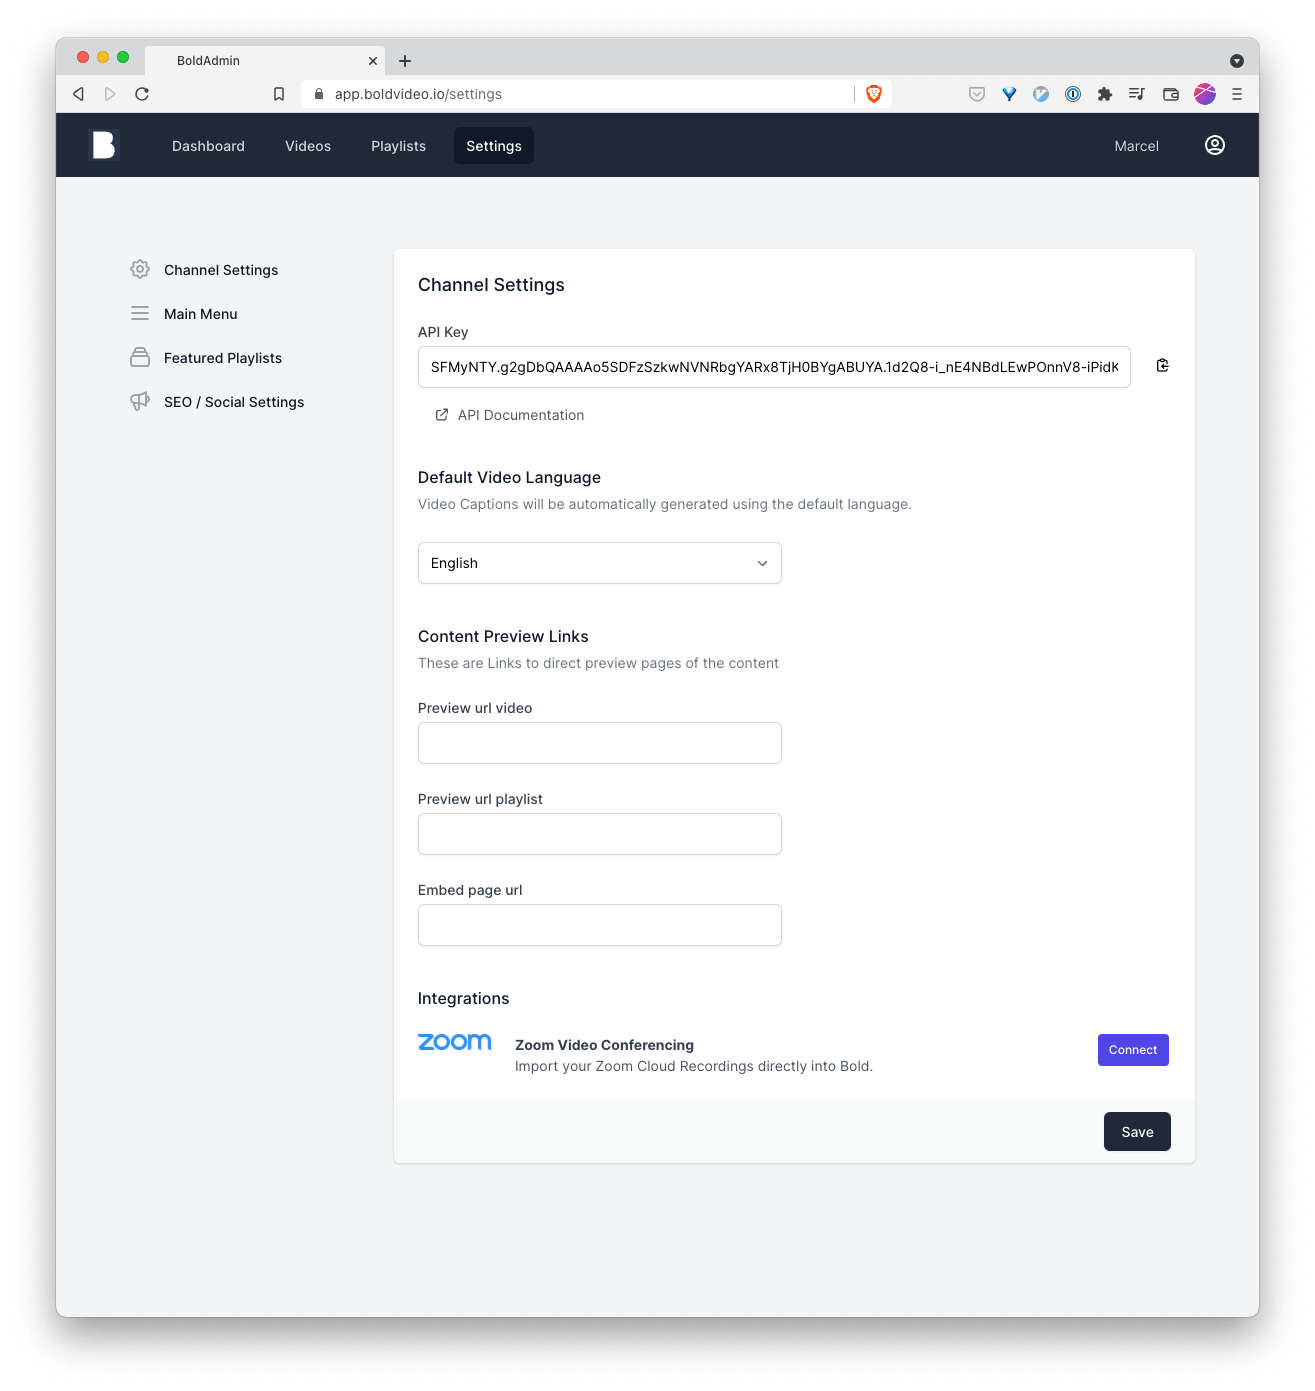 BoldAdmin
app.boldvideo.io/settings
B Dashboard Videos Playlists Settings Marcel
Channel Settings
Main Menu
Featured Playlists
SEO / Social Settings
Channel Settings
API Key
SFMyNTY.g2gDbQAAAAo5SDFzSzkwNVNRbgYARx8TjH0BYgABUYA.1d2Q8-i_nE4NBdLEwPOnnV8-iPidK
API Documentation
Default Video Language
Video Captions will be automatically generated using the default language.
English
Content Preview Links
These are Links to direct preview pages of the content
Preview url video
Preview url playlist
Embed page url
Integrations
zoom
Zoom Video Conferencing
Import your Zoom Cloud Recordings directly into Bold.
Connect
Save